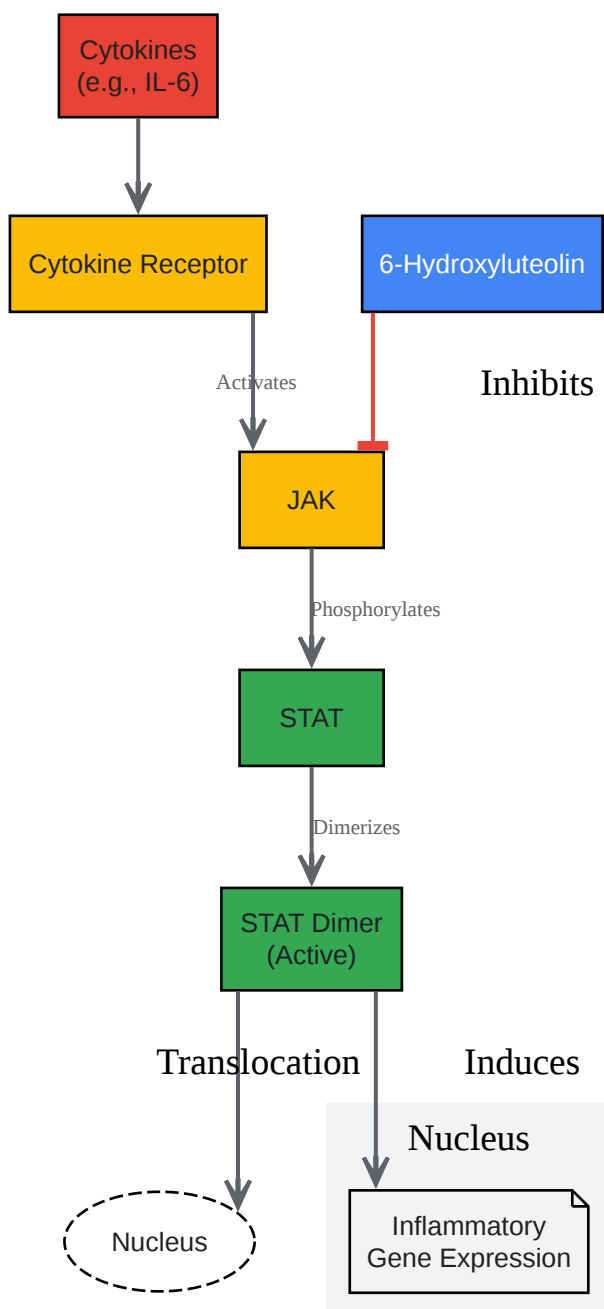 Cytokines
(e.g., IL-6)
Cytokine Receptor
6-Hydroxyluteolin
Activates
Inhibits
JAK
Phosphorylates
STAT
Dimerizes
STAT Dimer
(Active)
Translocation
Induces
Nucleus
Nucleus
Inflammatory
Gene Expression